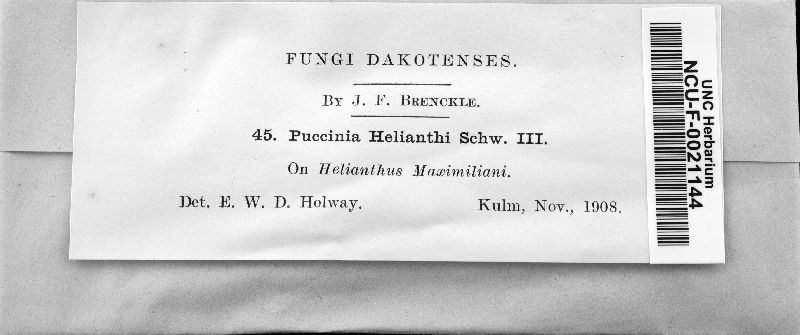 FUNGI DAKOTENSES.
BY J. F. BRENCKLE.
45. Puccinia Helianthi Schw. III.
On Helianthus Maximiliani.
Det. E. W. D. Holway. Kulm, Nov., 1908.
UNC Herbarium
NCU-F-0021144